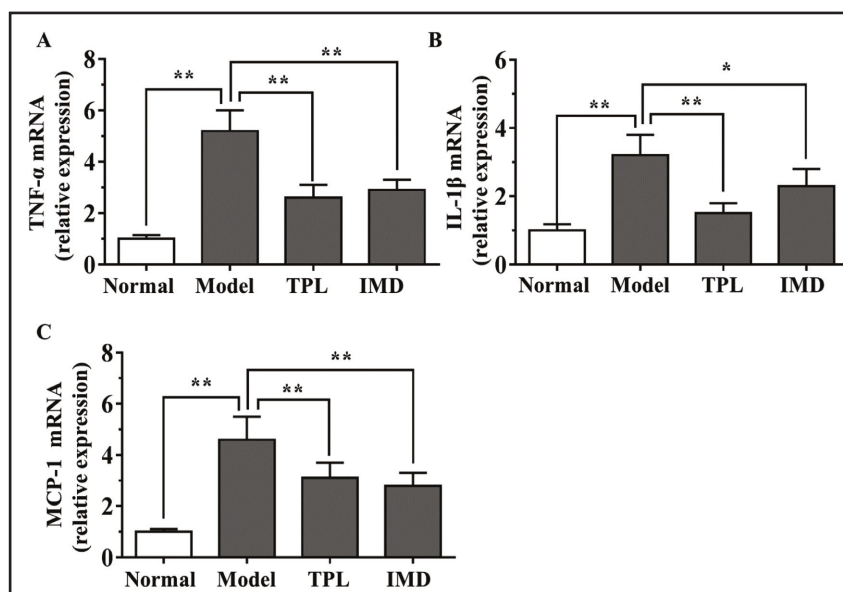 A
TNF-α mRNA
(relative expression)
8
6
4
2
0
**
**
**
Normal Model TPL IMD
B
IL-1β mRNA
(relative expression)
6
4
2
0
**
**
*
Normal Model TPL IMD
C
MCP-1 mRNA
(relative expression)
8
6
4
2
0
**
**
**
Normal Model TPL IMD